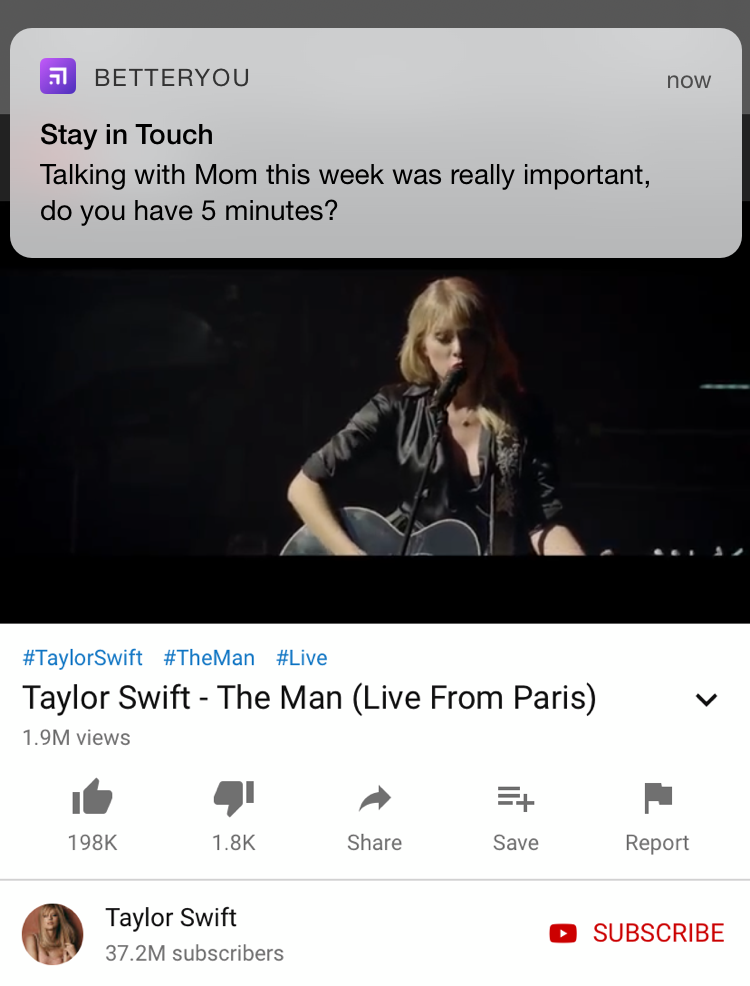 BETTERYOU
now
Stay in Touch
Talking with Mom this week was really important,
do you have 5 minutes?
#TaylorSwift #TheMan #Live
Taylor Swift - The Man (Live From Paris)
1.9M views
198K 1.8K Share Save Report
Taylor Swift
37.2M subscribers
SUBSCRIBE